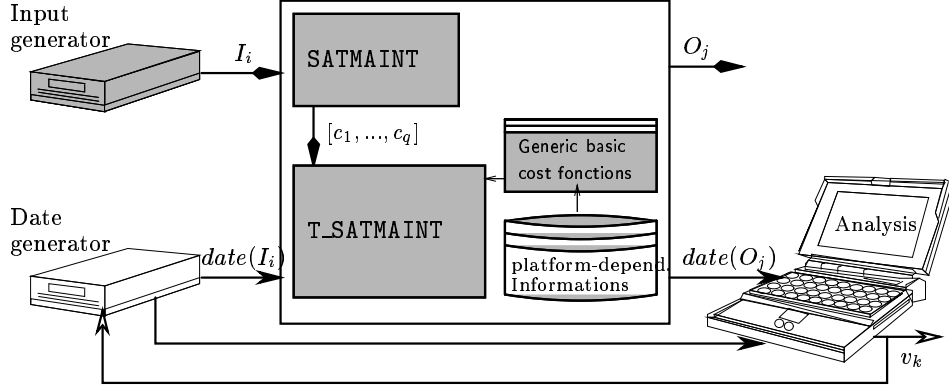 Input
generator
I_i
SATMAINT
O_j
[c_1, ..., c_q]
Generic basic
cost fonctions
T_SATMAINT
Date
generator
date(I_i)
platform-depend.
Informations
date(O_j)
Analysis
v_k